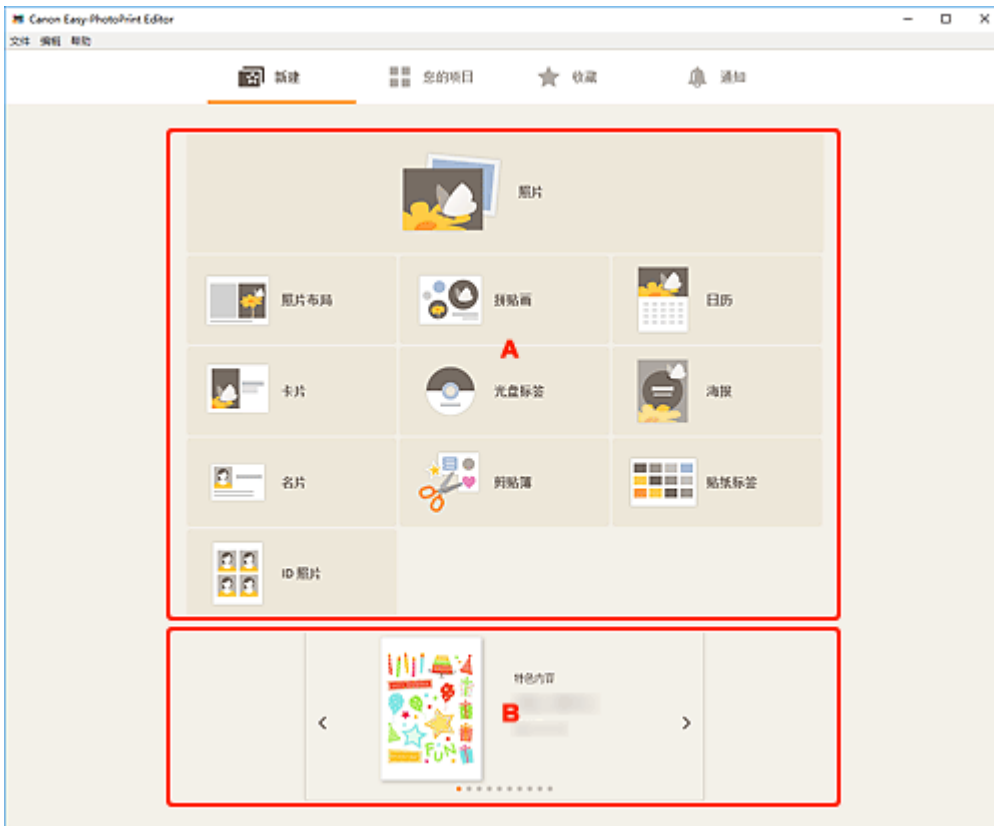 Canon Easy-PhotoPrint Editor
文件 编辑 帮助
新建 您的项目 收藏 通知
照片
照片布局 拼贴画 日历
A
卡片 光盘标签 海报
名片 剪贴簿 贴纸标签
ID 照片
特色内容
B
FUN